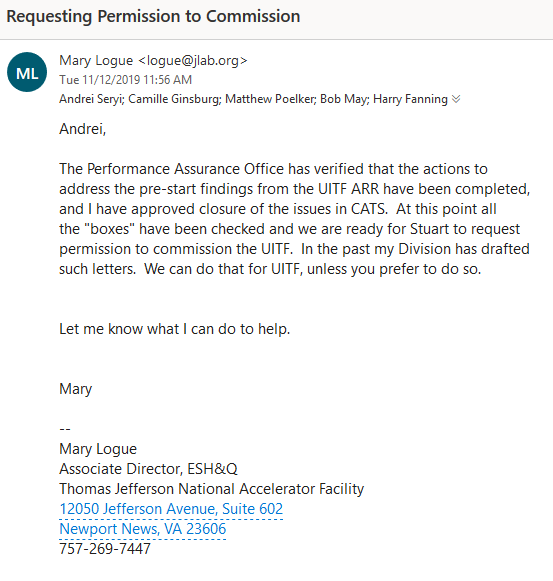 Requesting Permission to Commission
ML
Mary Logue <logue@jlab.org>
Tue 11/12/2019 11:56 AM
Andrei Seryi; Camille Ginsburg; Matthew Poelker; Bob May; Harry Fanning
Andrei,
The Performance Assurance Office has verified that the actions to
address the pre-start findings from the UITF ARR have been completed,
and I have approved closure of the issues in CATS.  At this point all
the "boxes" have been checked and we are ready for Stuart to request
permission to commission the UITF.  In the past my Division has drafted
such letters.  We can do that for UITF, unless you prefer to do so.
Let me know what I can do to help.
Mary
--
Mary Logue
Associate Director, ESH&Q
Thomas Jefferson National Accelerator Facility
12050 Jefferson Avenue, Suite 602
Newport News, VA 23606
757-269-7447